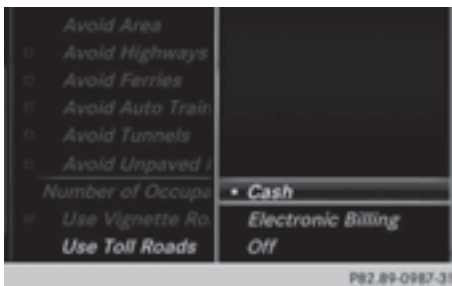 Avoid Area
Avoid Highways
Avoid Ferries
Avoid Auto Train
Avoid Tunnels
Avoid Unpaved
Number of Occupa
• Cash
Use Vignette Ro.
Electronic Billing
Use Toll Roads
Off
P82.89-0987-31